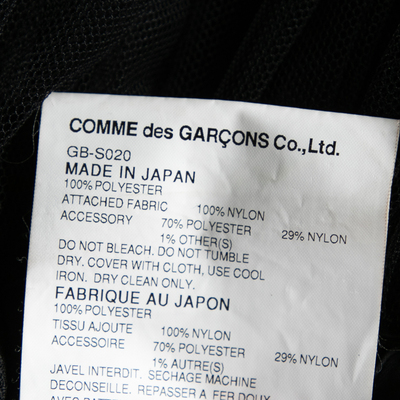 COMME des GARÇONS Co.,Ltd.
GB-S020
MADE IN JAPAN
100% POLYESTER
ATTACHED FABRIC 100% NYLON
ACCESSORY 70% POLYESTER 29% NYLON
1% OTHER(S)
DO NOT BLEACH. DO NOT TUMBLE
DRY. COVER WITH CLOTH, USE COOL
IRON. DRY CLEAN ONLY.
FABRIQUE AU JAPON
100% POLYESTER
TISSU AJOUTE 100% NYLON
ACCESSOIRE 70% POLYESTER 29% NYLON
1% AUTRE(S)
JAVEL INTERDIT. SECHAGE MACHINE
DECONSEILLE. REPASSER A FER DOUX
AVEC